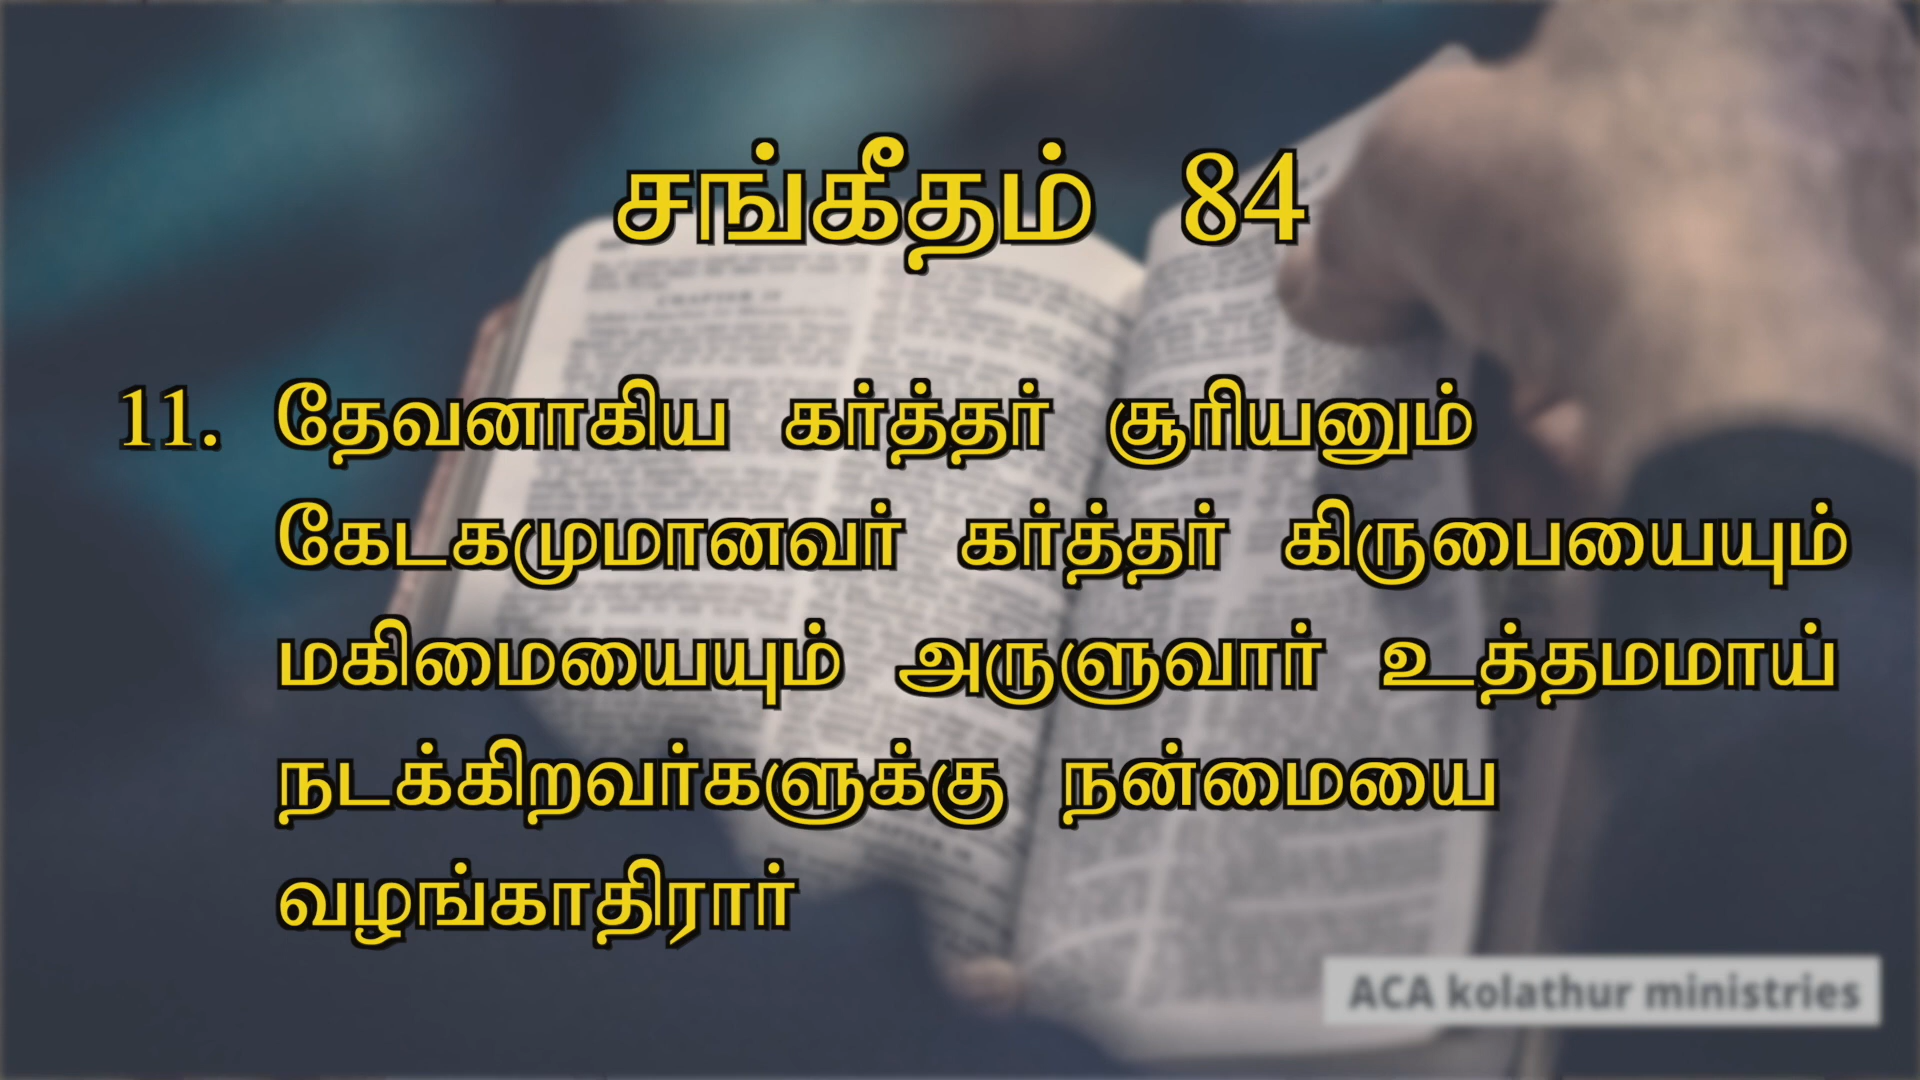 சங்கீதம் 84
11. தேவனாகிய கர்த்தர் சூரியனும்
கேடகமுமானவர் கர்த்தர் கிருபையையும்
மகிமையையும் அருளுவார் உத்தமமாய்
நடக்கிறவர்களுக்கு நன்மையை
வழங்காதிரார்
ACA kolathur ministries